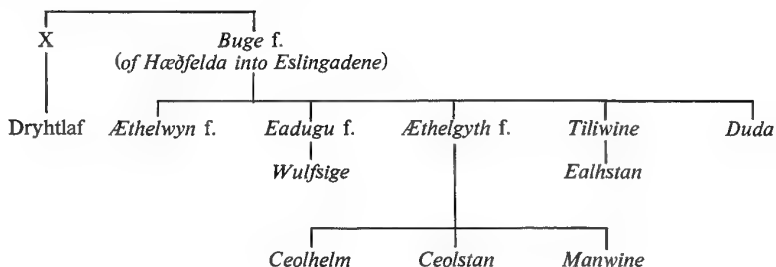 X Buge f.
(of Hæðfelda into Eslingadene)
Dryhtlaf Æthelwyn f. Eadugu f. Æthelgyth f. Tiliwine Duda
Wulfsige Ealhstan
Ceolhelm Ceolstan Manwine